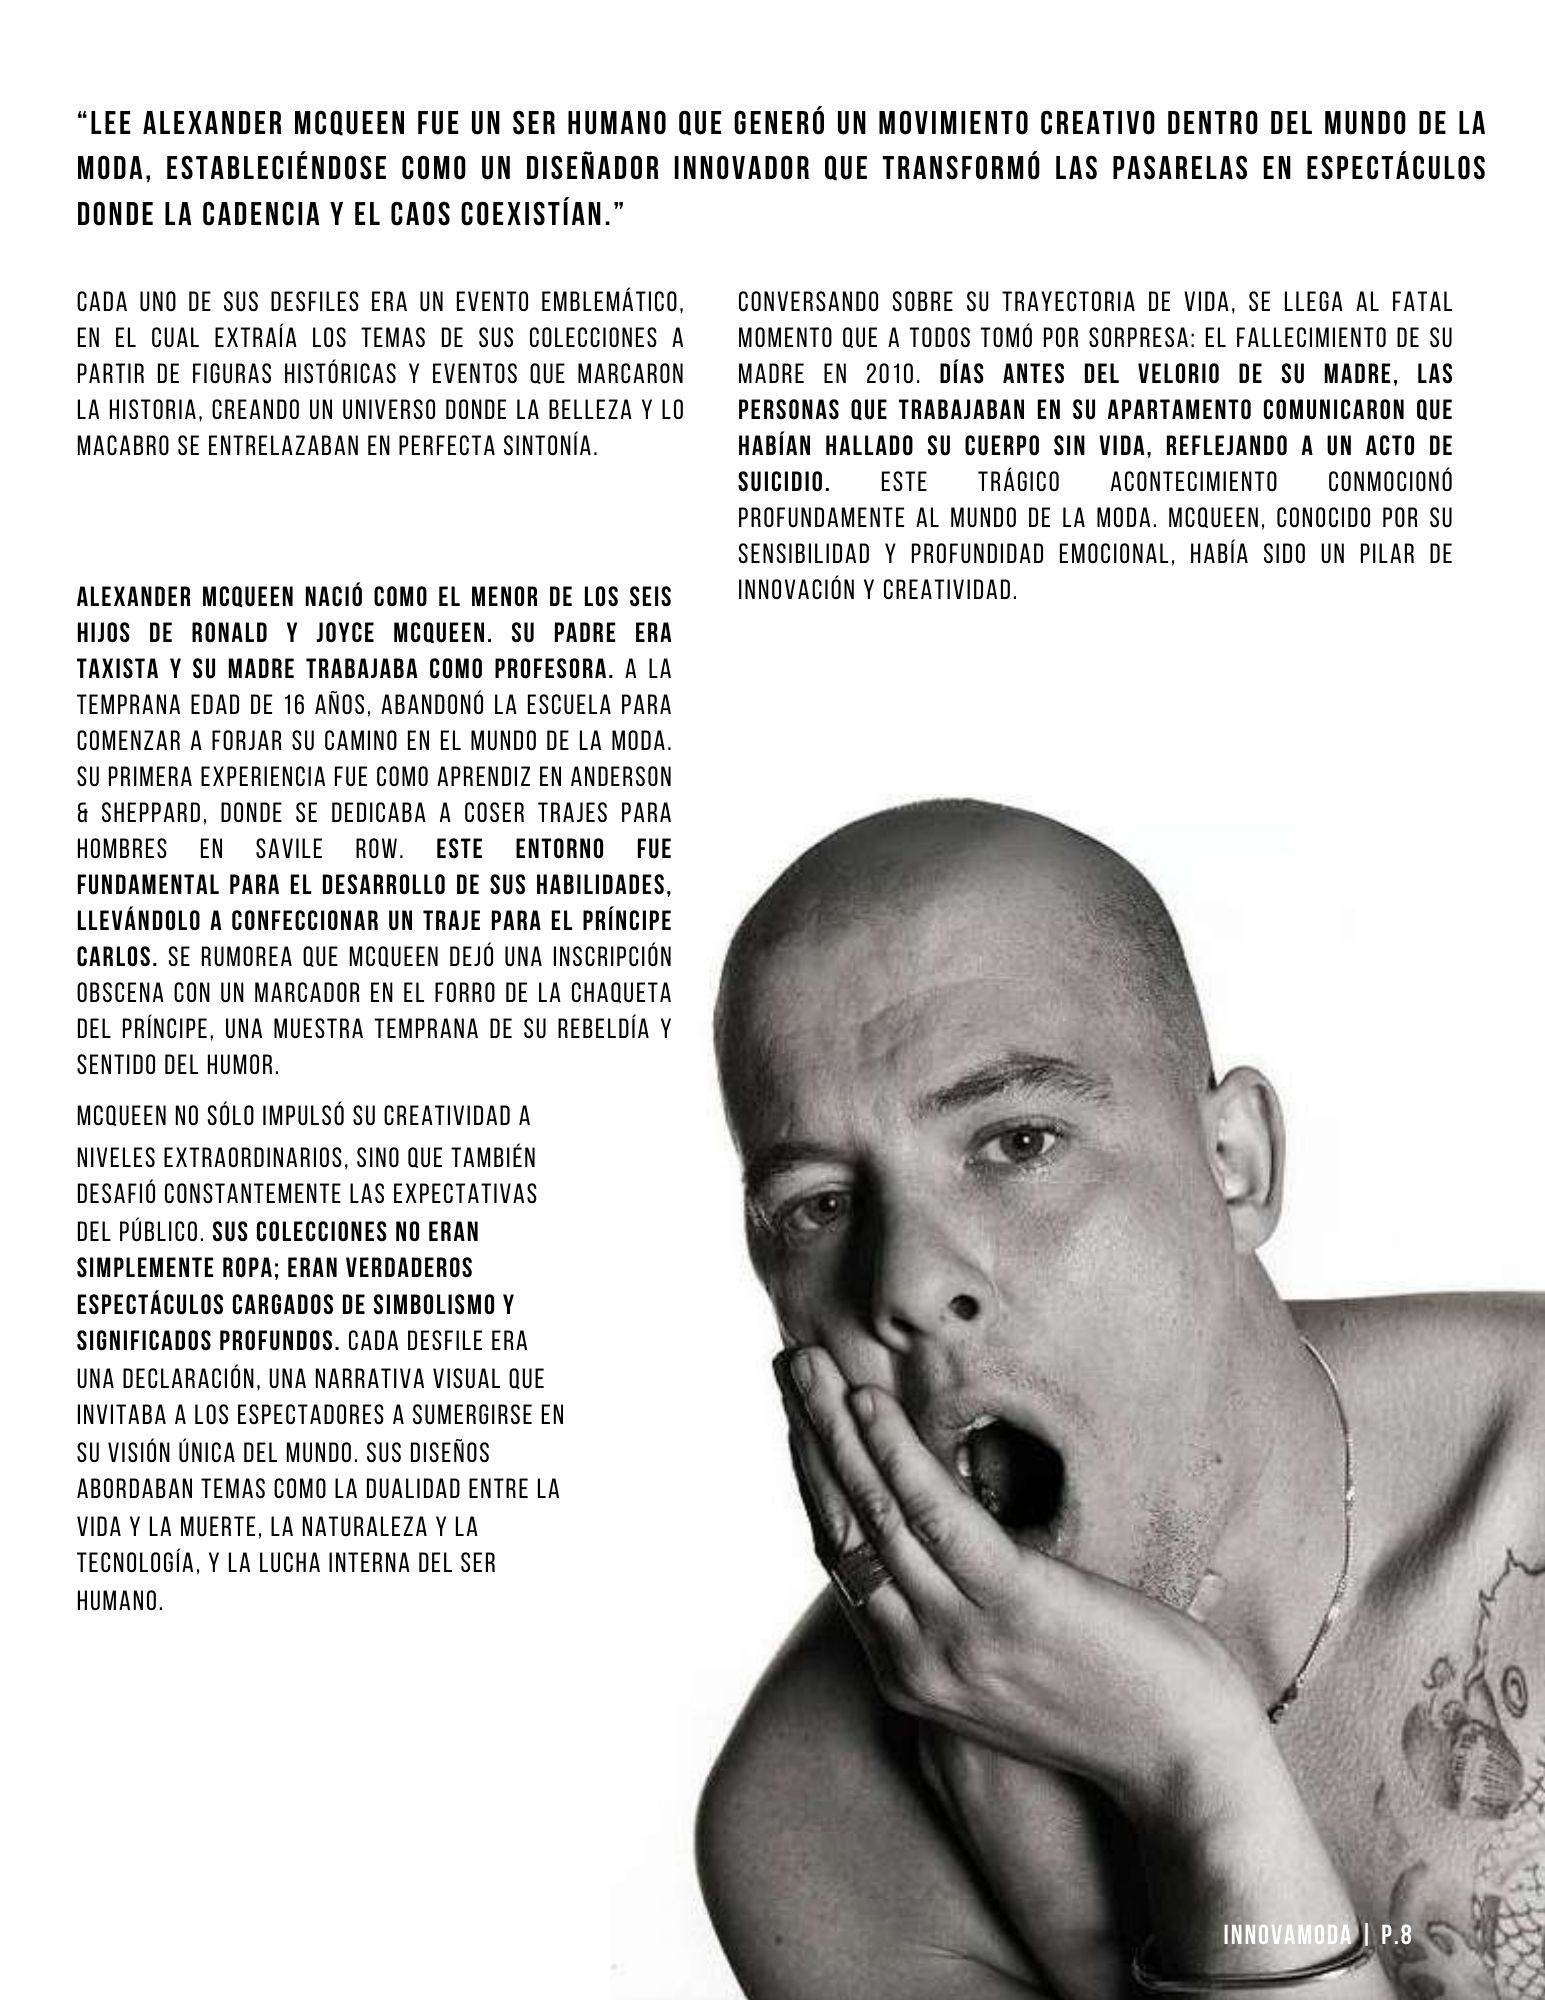 “LEE ALEXANDER MCQUEEN FUE UN SER HUMANO QUE GENERÓ UN MOVIMIENTO CREATIVO DENTRO DEL MUNDO DE LA
MODA, ESTABLECIÉNDOSE COMO UN DISEÑADOR INNOVADOR QUE TRANSFORMÓ LAS PASARELAS EN ESPECTÁCULOS
DONDE LA CADENCIA Y EL CAOS COEXISTÍAN.”
CADA UNO DE SUS DESFILES ERA UN EVENTO EMBLEMÁTICO,
EN EL CUAL EXTRAÍA LOS TEMAS DE SUS COLECCIONES A
PARTIR DE FIGURAS HISTÓRICAS Y EVENTOS QUE MARCARON
LA HISTORIA, CREANDO UN UNIVERSO DONDE LA BELLEZA Y LO
MACABRO SE ENTRELAZABAN EN PERFECTA SINTONÍA.
ALEXANDER MCQUEEN NACIÓ COMO EL MENOR DE LOS SEIS
HIJOS DE RONALD Y JOYCE MCQUEEN. SU PADRE ERA
TAXISTA Y SU MADRE TRABAJABA COMO PROFESORA. A LA
TEMPRANA EDAD DE 16 AÑOS, ABANDONÓ LA ESCUELA PARA
COMENZAR A FORJAR SU CAMINO EN EL MUNDO DE LA MODA.
SU PRIMERA EXPERIENCIA FUE COMO APRENDIZ EN ANDERSON
& SHEPPARD, DONDE SE DEDICABA A COSER TRAJES PARA
HOMBRES EN SAVILE ROW. ESTE ENTORNO FUE
FUNDAMENTAL PARA EL DESARROLLO DE SUS HABILIDADES,
LLEVÁNDOLO A CONFECCIONAR UN TRAJE PARA EL PRÍNCIPE
CARLOS. SE RUMOREA QUE MCQUEEN DEJÓ UNA INSCRIPCIÓN
OBSCENA CON UN MARCADOR EN EL FORRO DE LA CHAQUETA
DEL PRÍNCIPE, UNA MUESTRA TEMPRANA DE SU REBELDÍA Y
SENTIDO DEL HUMOR.
MCQUEEN NO SÓLO IMPULSÓ SU CREATIVIDAD A
NIVELES EXTRAORDINARIOS, SINO QUE TAMBIÉN
DESAFIÓ CONSTANTEMENTE LAS EXPECTATIVAS
DEL PÚBLICO. SUS COLECCIONES NO ERAN
SIMPLEMENTE ROPA; ERAN VERDADEROS
ESPECTÁCULOS CARGADOS DE SIMBOLISMO Y
SIGNIFICADOS PROFUNDOS. CADA DESFILE ERA
UNA DECLARACIÓN, UNA NARRATIVA VISUAL QUE
INVITABA A LOS ESPECTADORES A SUMERGIRSE EN
SU VISIÓN ÚNICA DEL MUNDO. SUS DISEÑOS
ABORDABAN TEMAS COMO LA DUALIDAD ENTRE LA
VIDA Y LA MUERTE, LA NATURALEZA Y LA
TECNOLOGÍA, Y LA LUCHA INTERNA DEL SER
HUMANO.
CONVERSANDO SOBRE SU TRAYECTORIA DE VIDA, SE LLEGA AL FATAL
MOMENTO QUE A TODOS TOMÓ POR SORPRESA: EL FALLECIMIENTO DE SU
MADRE EN 2010. DÍAS ANTES DEL VELORIO DE SU MADRE, LAS
PERSONAS QUE TRABAJABAN EN SU APARTAMENTO COMUNICARON QUE
HABÍAN HALLADO SU CUERPO SIN VIDA, REFLEJANDO A UN ACTO DE
SUICIDIO. ESTE TRÁGICO ACONTECIMIENTO CONMOCIONÓ
PROFUNDAMENTE AL MUNDO DE LA MODA. MCQUEEN, CONOCIDO POR SU
SENSIBILIDAD Y PROFUNDIDAD EMOCIONAL, HABÍA SIDO UN PILAR DE
INNOVACIÓN Y CREATIVIDAD.
INNOVAMODA | P.8